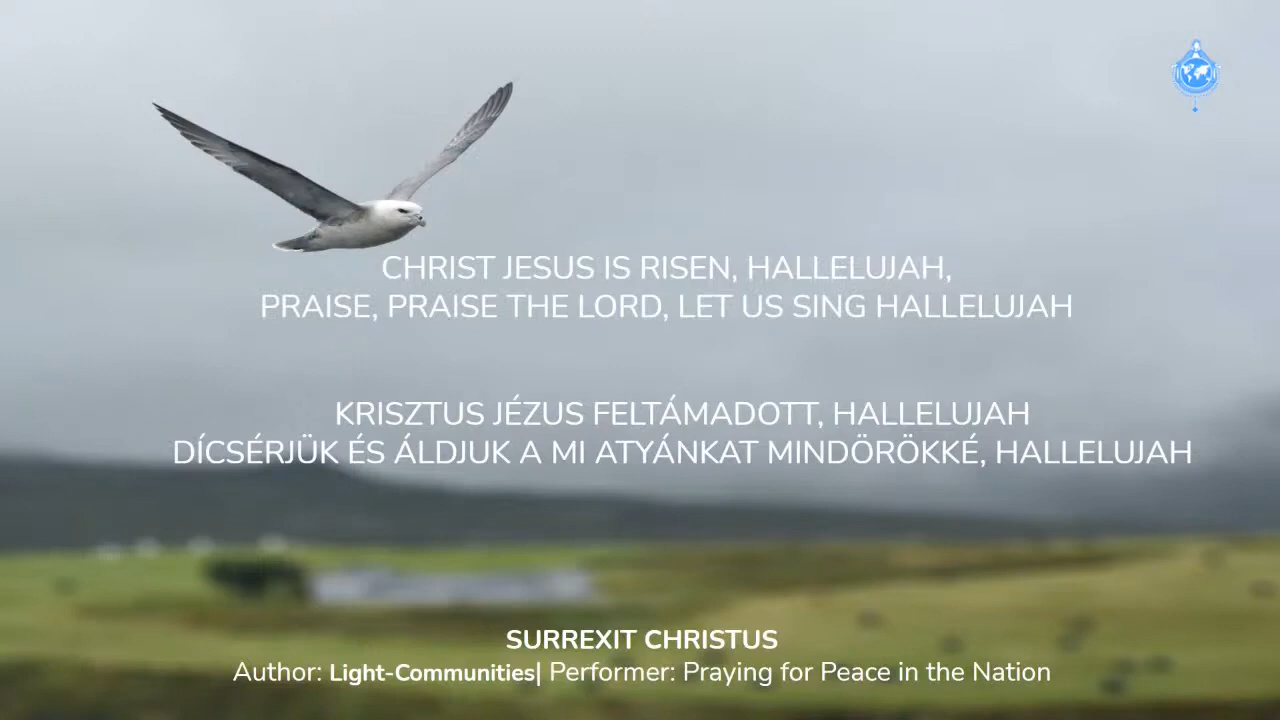 CHRIST JESUS IS RISEN, HALLELUJAH,
PRAISE, PRAISE THE LORD, LET US SING HALLELUJAH
KRISZTUS JÉZUS FELTÁMADOTT, HALLELUJAH
DÍCSÉRJÜK ÉS ÁLDJUK A MI ATYÁNKAT MINDÖRÖKKÉ, HALLELUJAH
SURREXIT CHRISTUS
Author: Light-Communities| Performer: Praying for Peace in the Nation